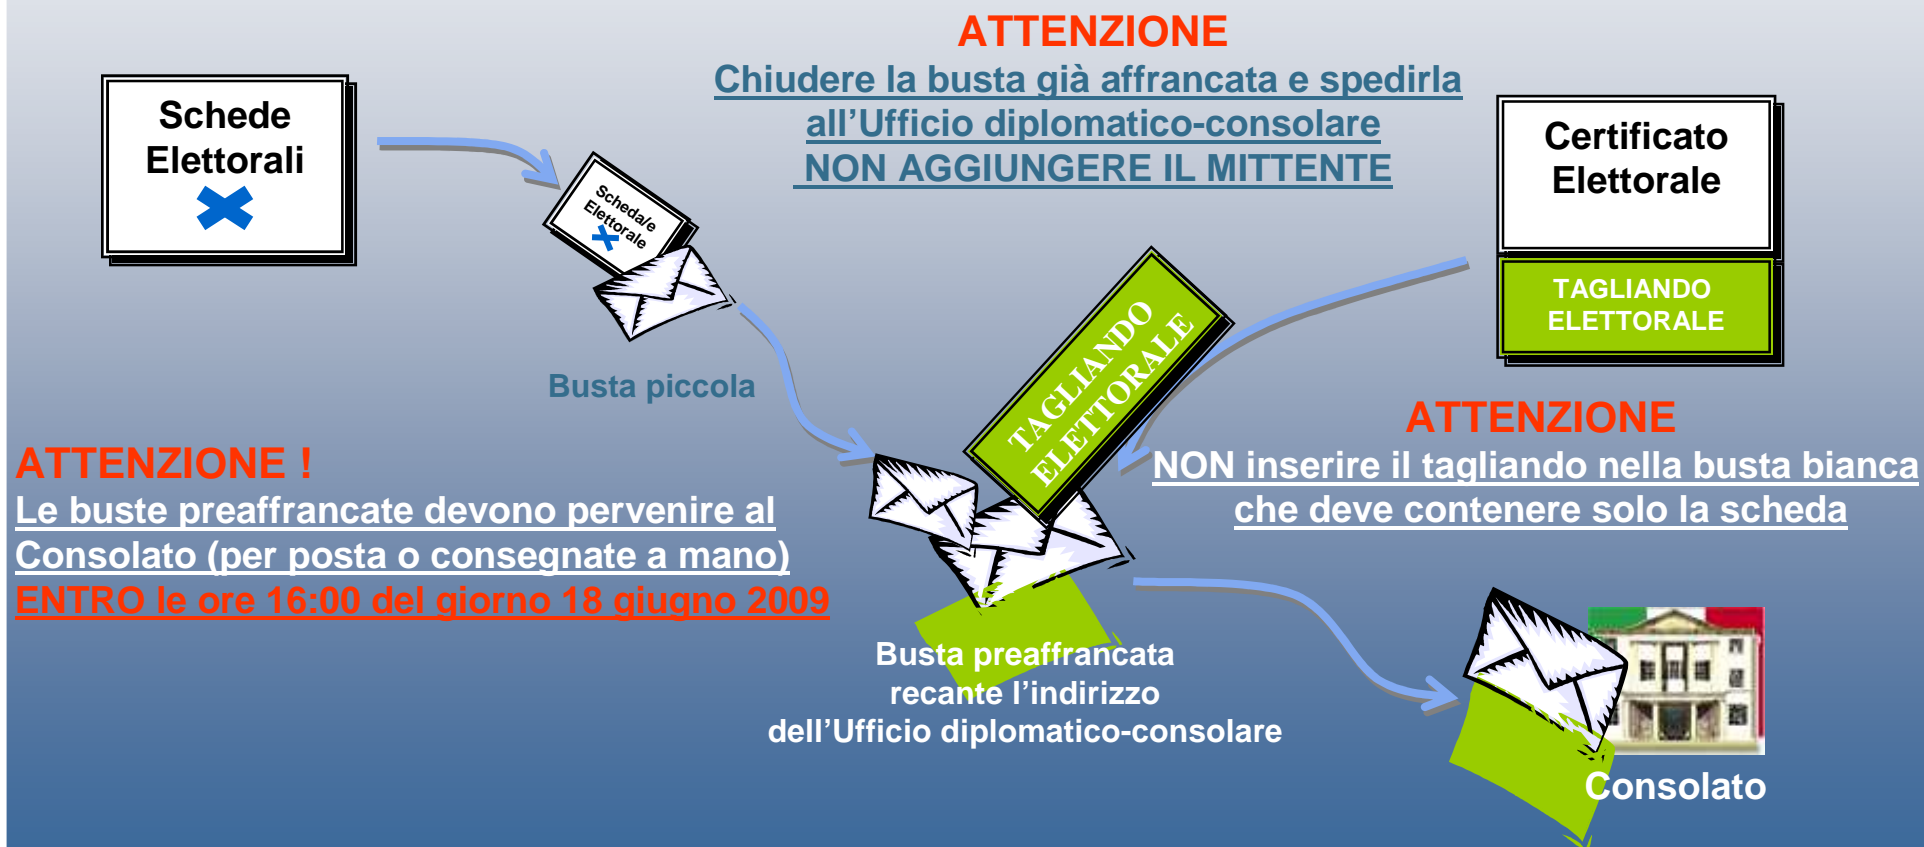 ATTENZIONE
Chiudere la busta già affrancata e spedirla
all’Ufficio diplomatico-consolare
NON AGGIUNGERE IL MITTENTE
Schede
Elettorali
Scheda/e
Elettorale
Busta piccola
Certificato
Elettorale
TAGLIANDO
ELETTORALE
TAGLIANDO
ELETTORALE
ATTENZIONE
NON inserire il tagliando nella busta bianca
che deve contenere solo la scheda
ATTENZIONE !
Le buste preaffrancate devono pervenire al
Consolato (per posta o consegnate a mano)
ENTRO le ore 16:00 del giorno 18 giugno 2009
Busta preaffrancata
recante l’indirizzo
dell’Ufficio diplomatico-consolare
Consolato